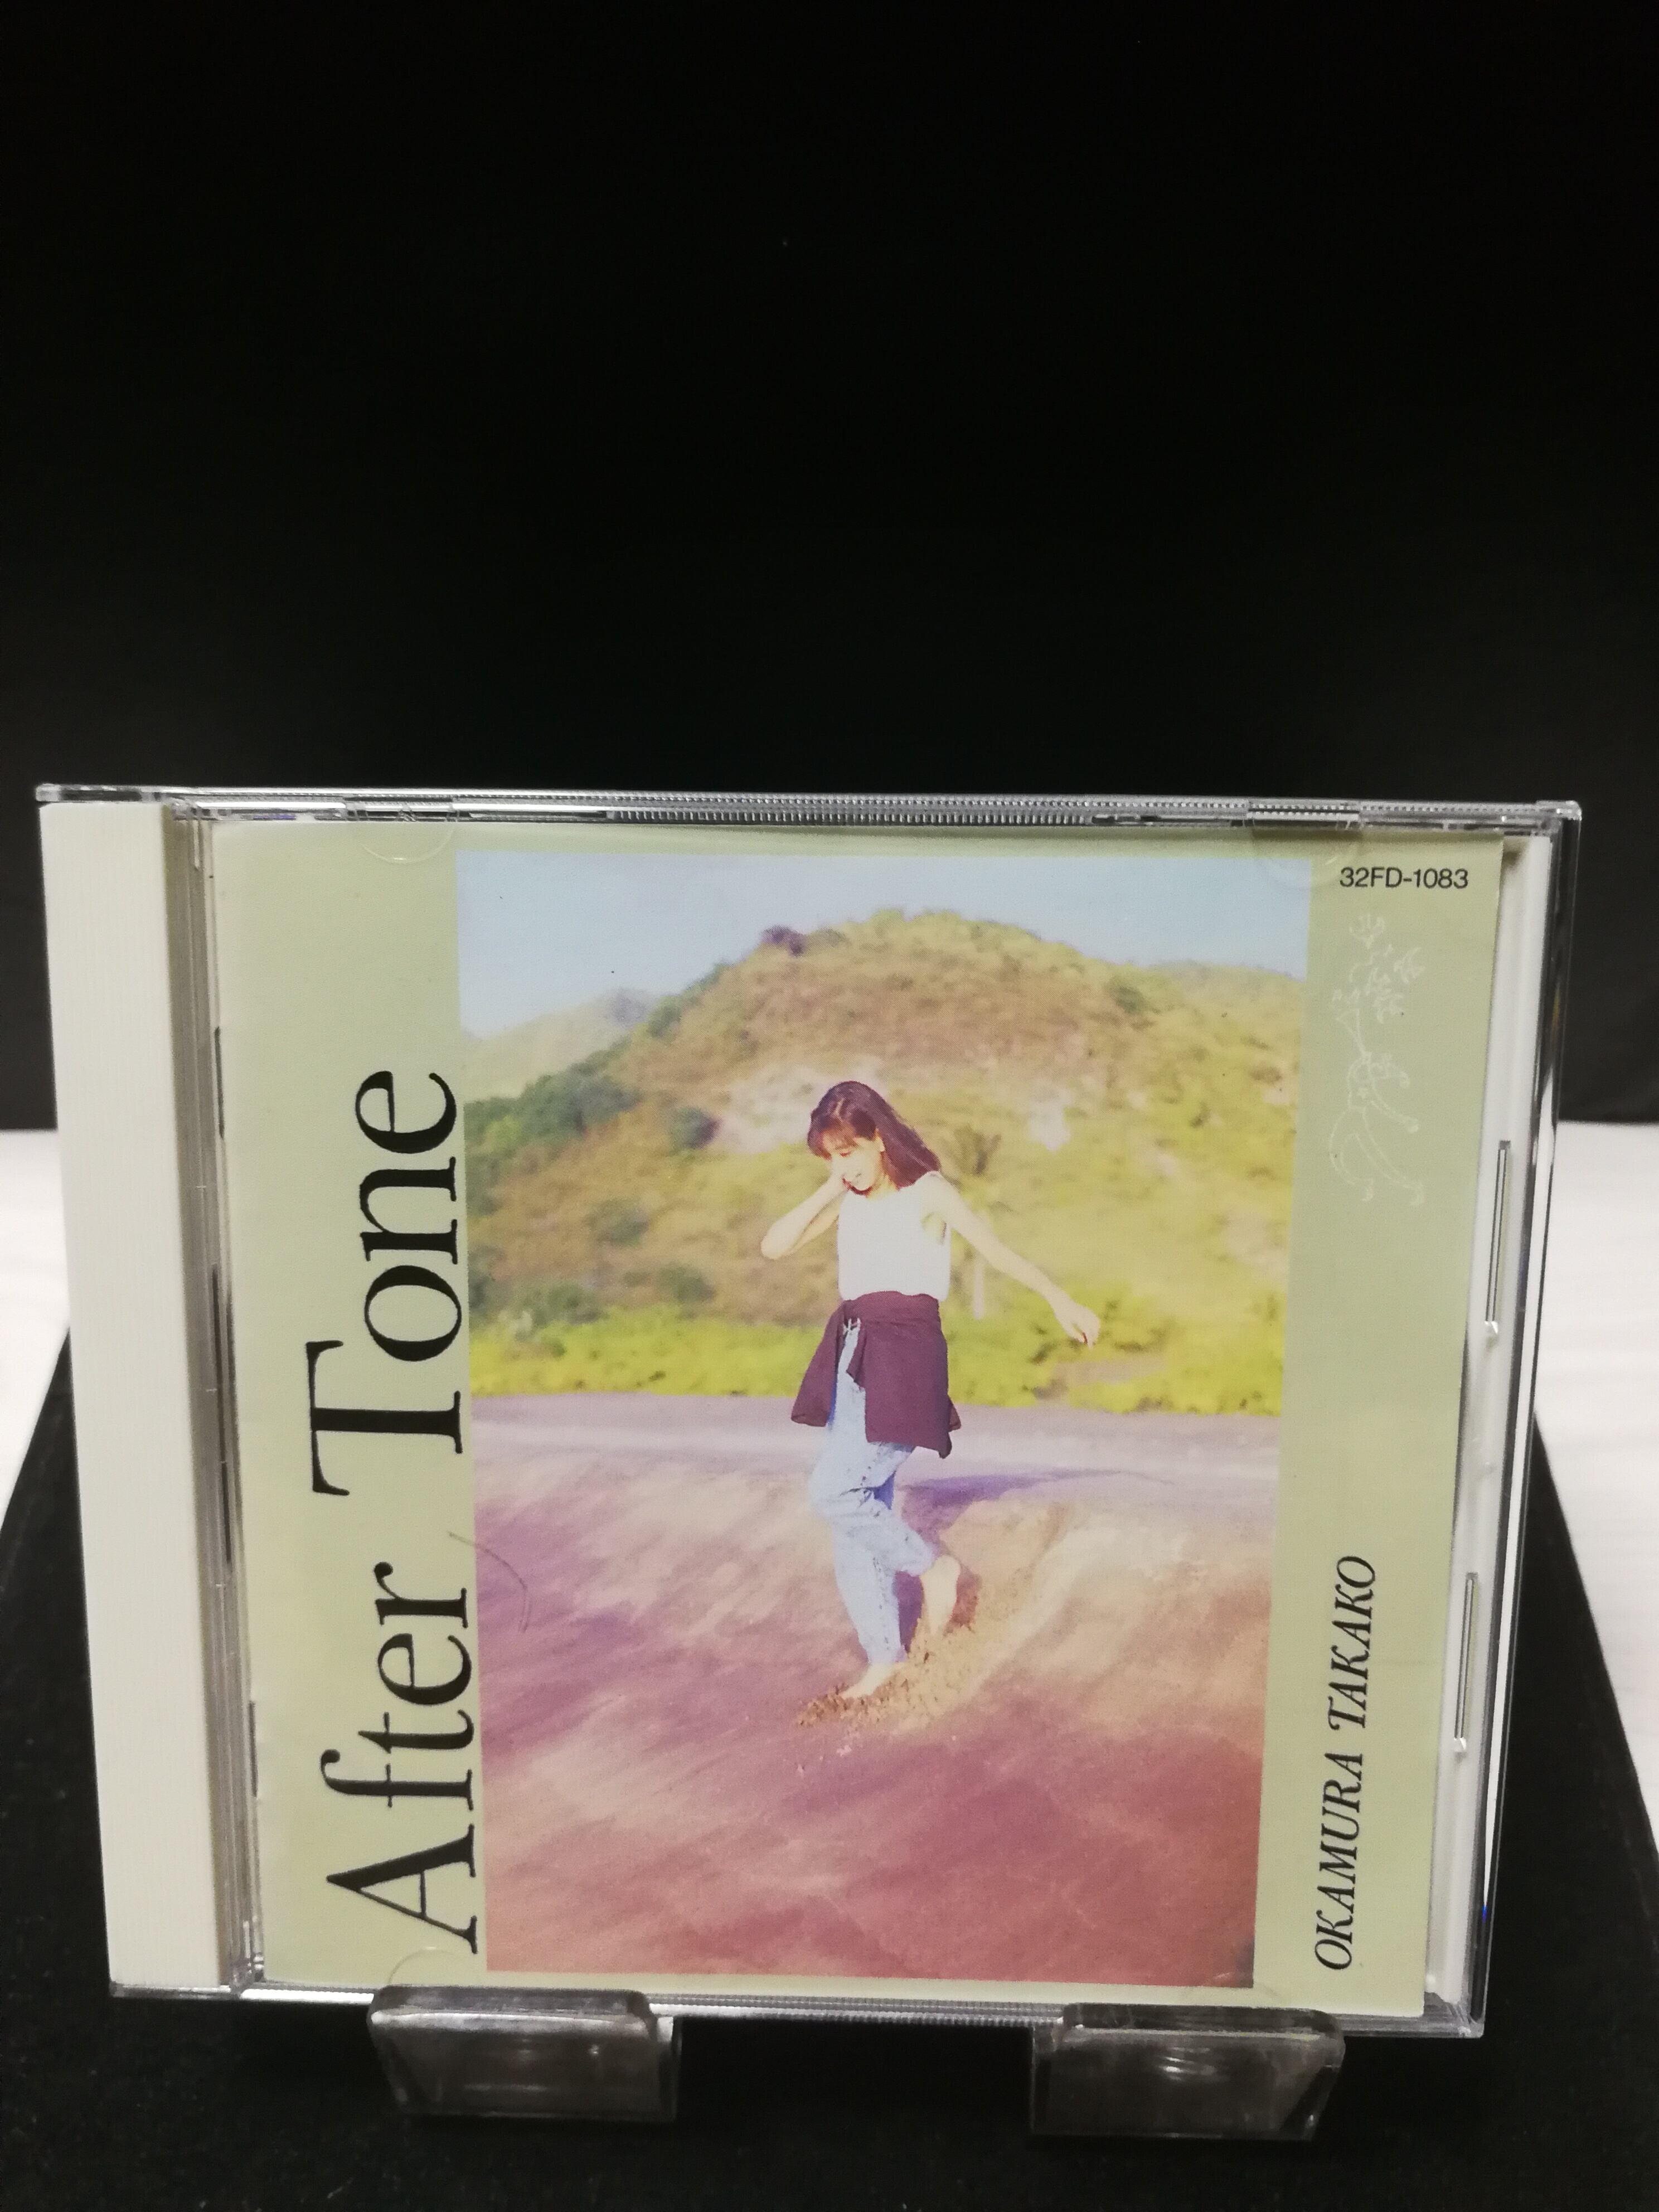 32FD-1083
After Tone
OKAMURA TAKAKO